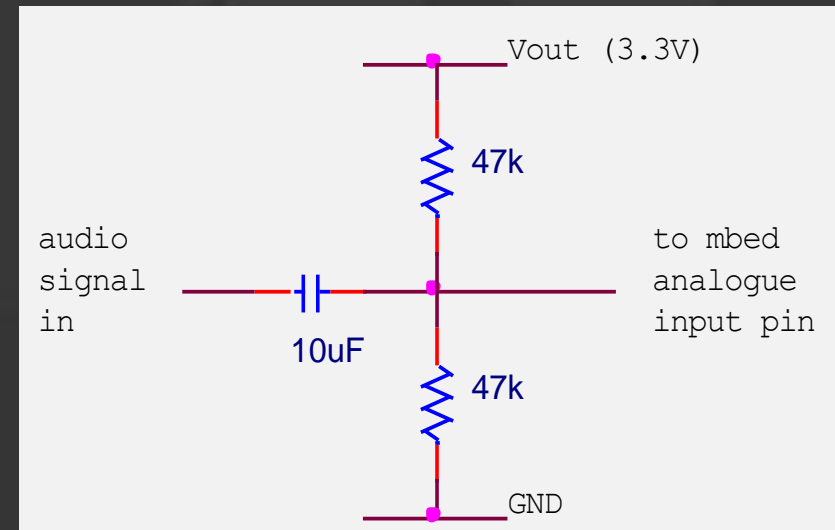 Vout (3.3V)
47k
audio
signal
in
to mbed
analogue
input pin
10uF
47k
GND